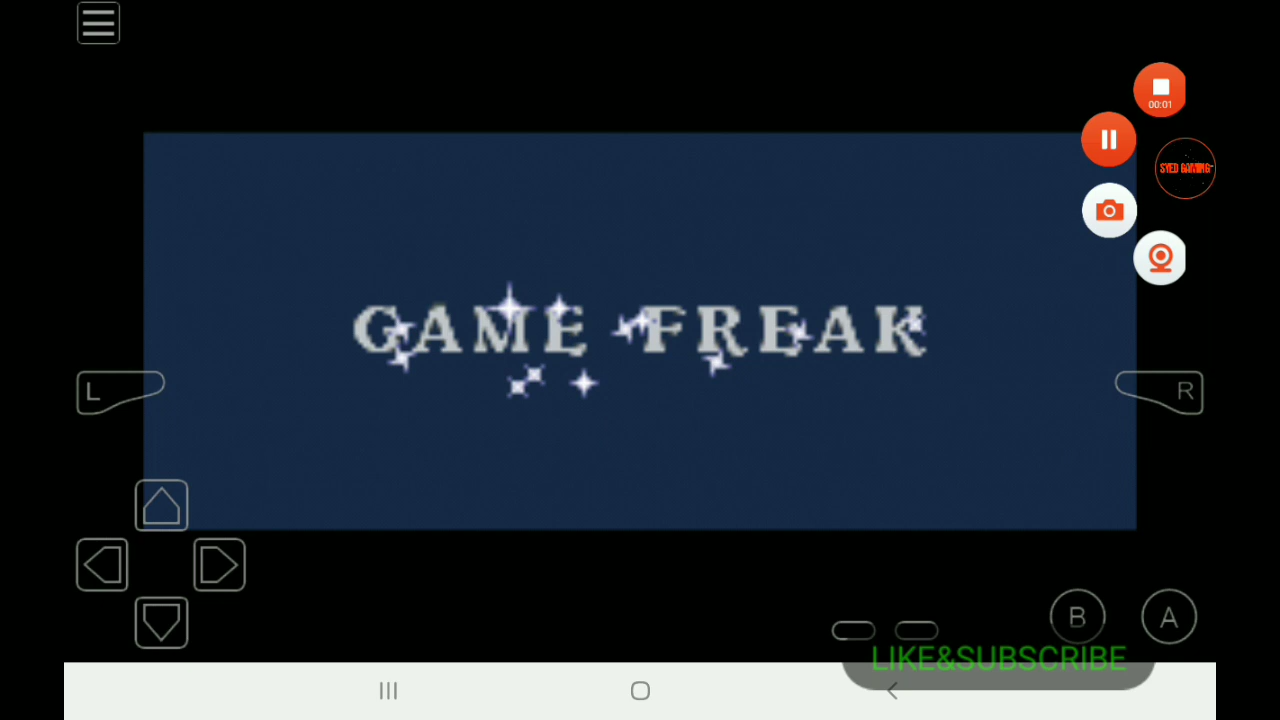 00:01
SYED GAMING
GAME FREAK
L
R
B
A
LIKE&SUBSCRIBE